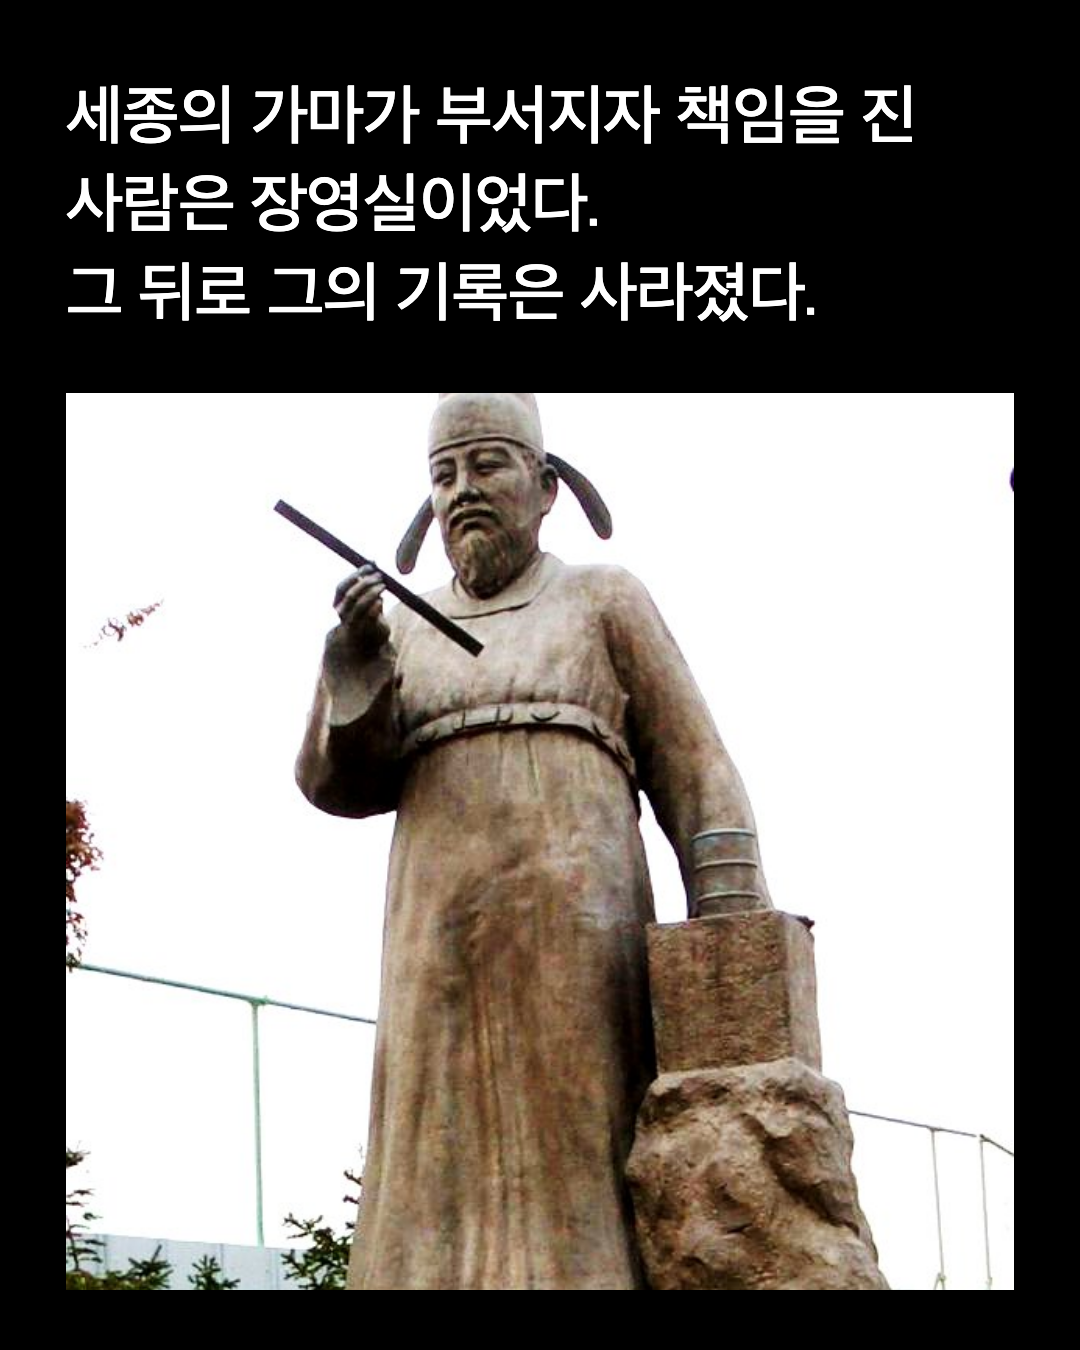 세종의 가마가 부서지자 책임을 진
사람은 장영실이었다.
그 뒤로 그의 기록은 사라졌다.